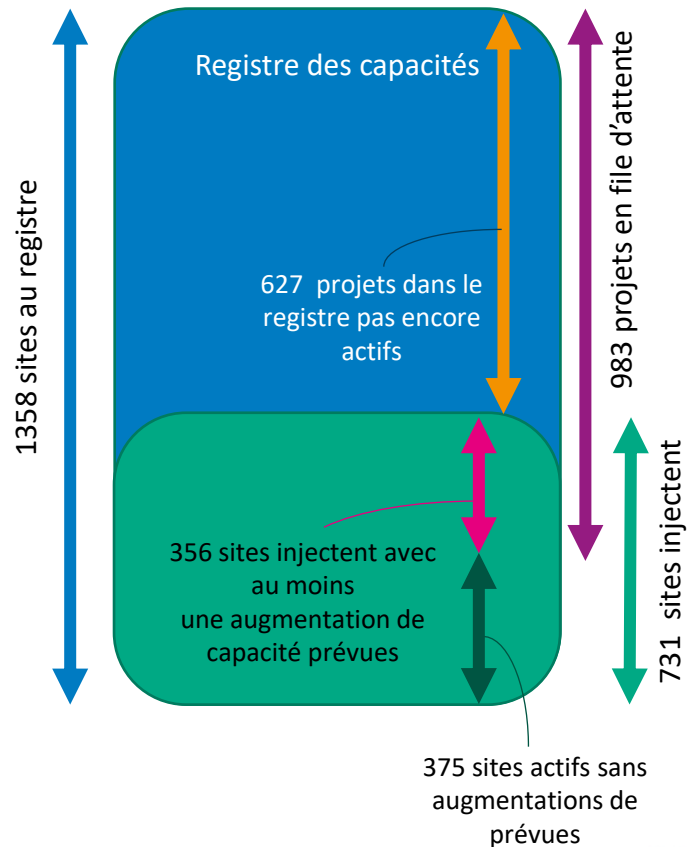 Registre des capacités
1358 sites au registre
983 projets en file d'attente
627 projets dans le
registre pas encore
actifs
731 sites injectent
356 sites injectent avec
au moins
une augmentation de
capacité prévues
375 sites actifs sans
augmentations de
prévues